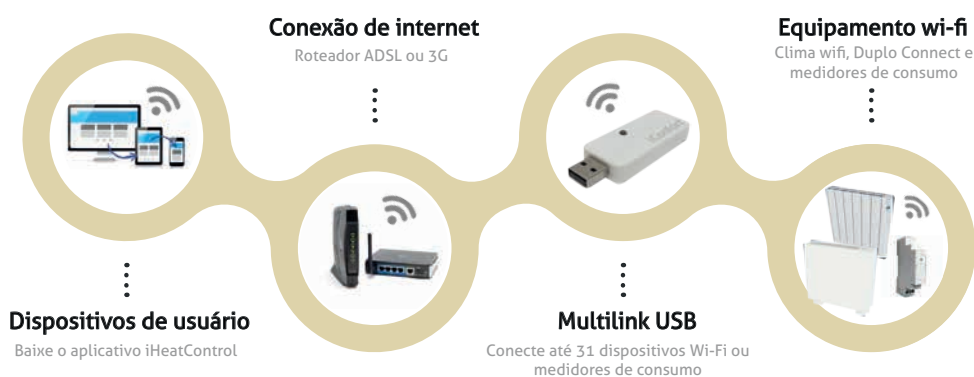 Conexão de internet
Roteador ADSL ou 3G
Equipamento wi-fi
Clima wifi, Duplo Connect e
medidores de consumo
Dispositivos de usuário
Baixe o aplicativo iHeatControl
Multilink USB
Conecte até 31 dispositivos Wi-Fi ou
medidores de consumo